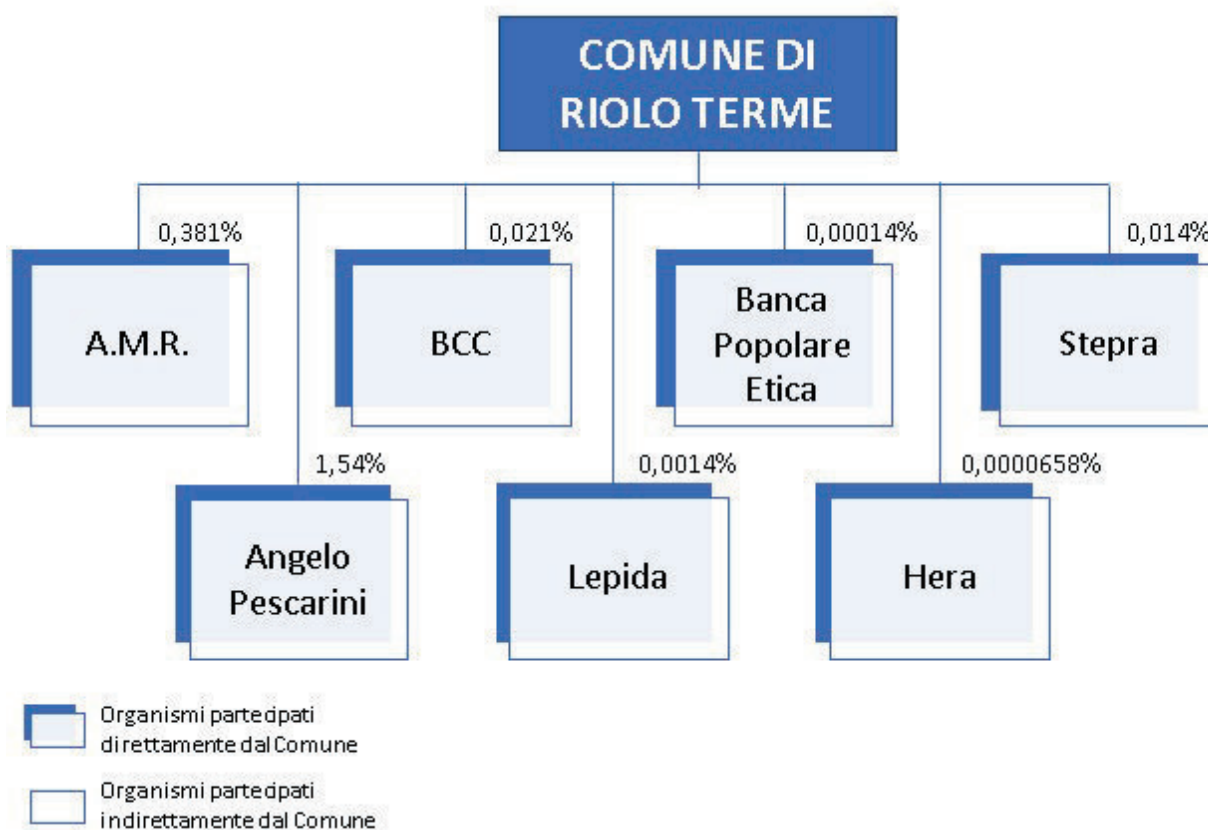 COMUNE DI
RIOLO TERME
0,381%
0,021%
0,00014%
0,014%
A.M.R.
BCC
Banca
Popolare
Etica
Stepra
1,54%
0,0014%
0,0000658%
Angelo
Pescarini
Lepida
Hera
Organismi partecipati
direttamente dal Comune
Organismi partecipati
indirettamente dal Comune